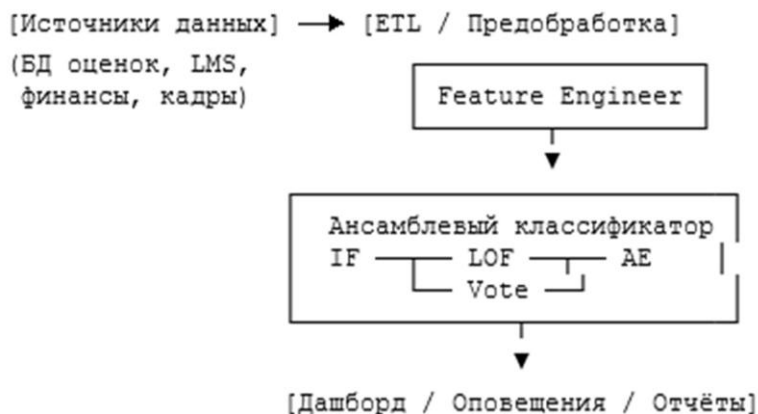 [Источники данных] → [ETL / Предобработка]
(БД оценок, LMS,
финансы, кадры)
Feature Engineer
Ансамблевый классификатор
IF LOF AE
Vote
[Дашборд / Оповещения / Отчёты]